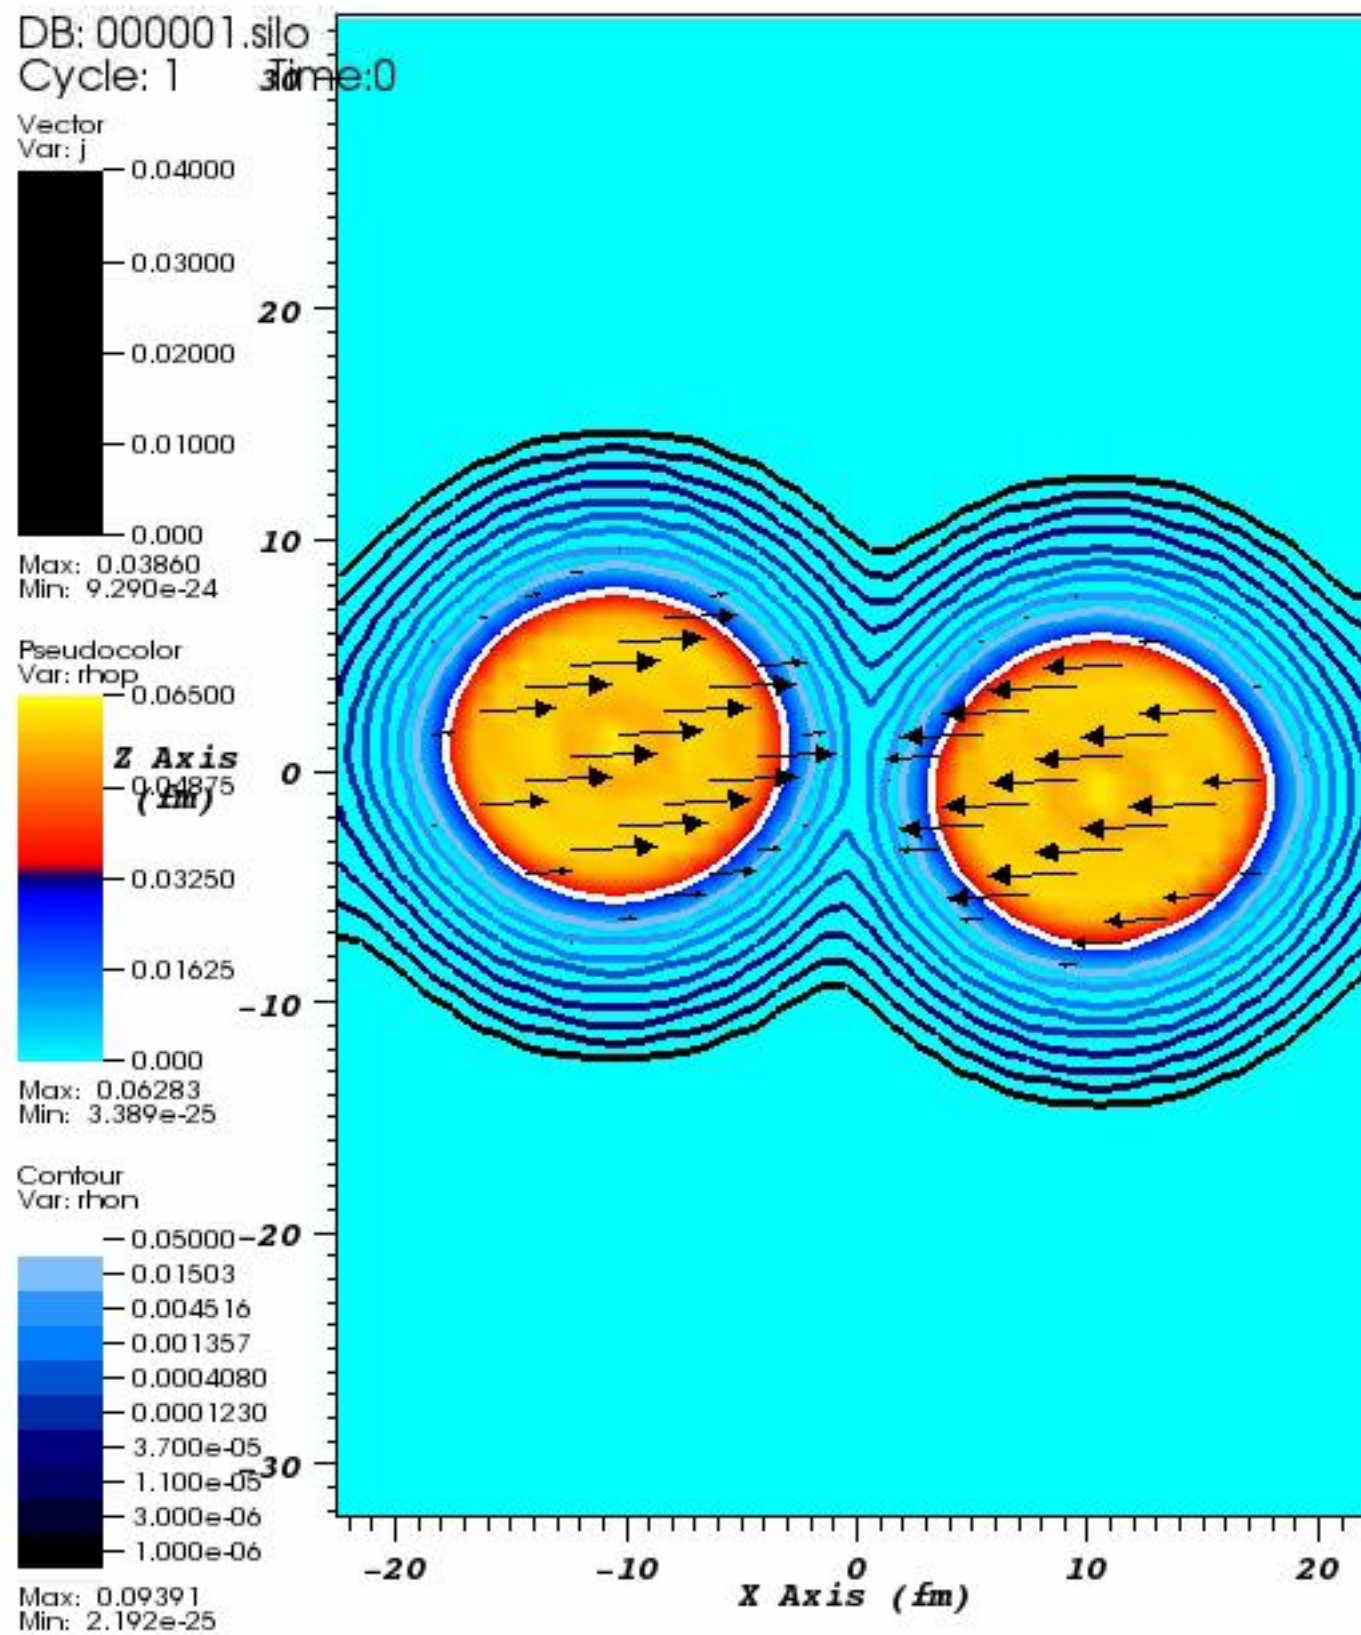 DB: 000001.silo
Cycle: 1 Time:0
Vector
Var: j
0.04000
0.03000
0.02000
0.01000
0.000
Max: 0.03860
Min: 9.290e-24
Pseudocolor
Var: rhop
0.06500
0.04875
0.03250
0.01625
0.000
Max: 0.06283
Min: 3.389e-25
Contour
Var: rhon
0.05000
0.01503
0.004516
0.001357
0.0004080
0.0001230
3.700e-05
1.100e-05
3.000e-06
1.000e-06
Max: 0.09391
Min: 2.192e-25
Z Axis
(fm)
30
20
10
0
-10
-20
-30
-20 -10 0 10 20
X Axis (fm)